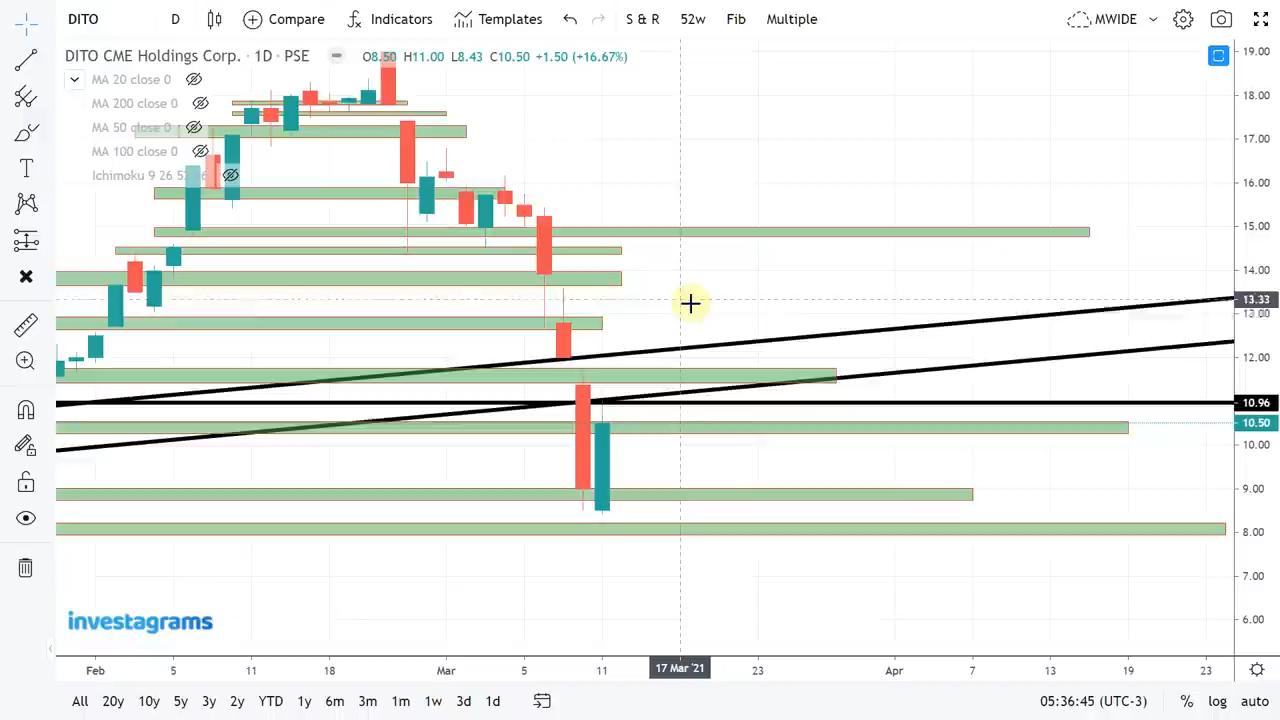 DITO D Compare Indicators Templates S & R 52w Fib Multiple MWIDE
DITO CME Holdings Corp. · 1D · PSE O8.50 H11.00 L8.43 C10.50 +1.50 (+16.67%)
MA 20 close 0
MA 200 close 0
MA 50 close 0
MA 100 close 0
Ichimoku 9 26
19.00
18.00
17.00
16.00
15.00
14.00
13.33
13.00
12.00
10.96
10.50
10.00
9.00
8.00
7.00
6.00
investagrams
Feb 5 11 18 Mar 5 11 17 Mar '21 23 Apr 7 13 19 23
All 20y 10y 5y 3y 2y YTD 1y 6m 3m 1m 1w 3d 1d 05:36:45 (UTC-3) % log auto